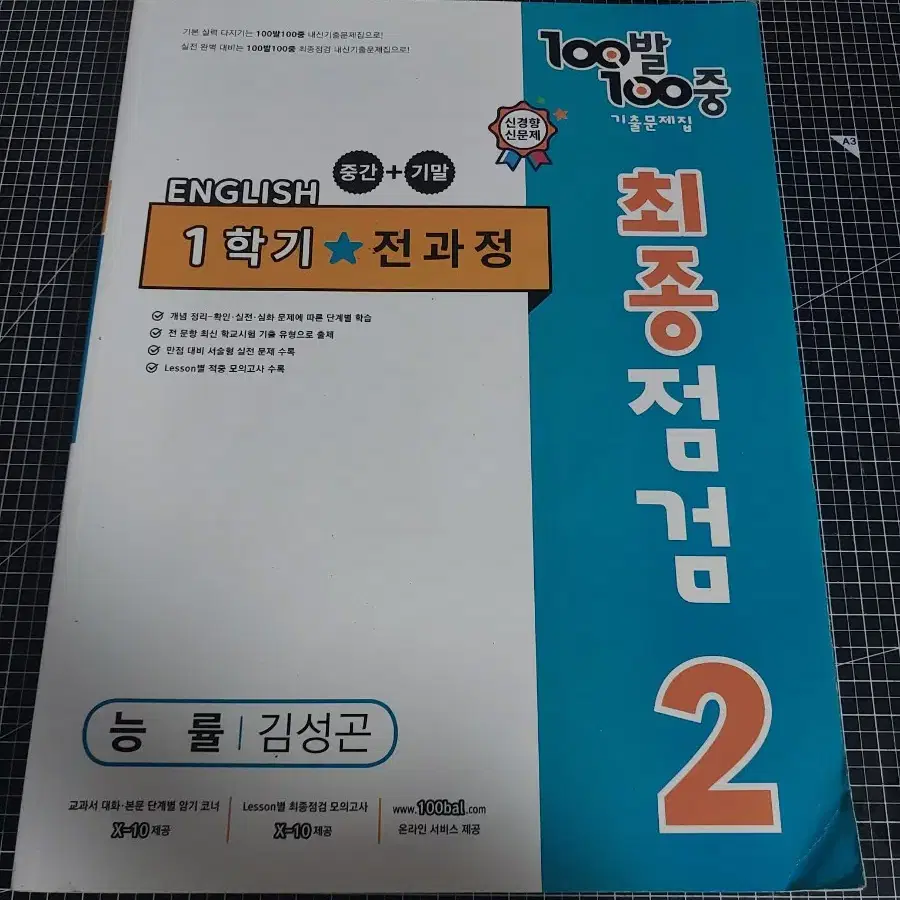 기본 실력 다지기는 100발100중 내신기출문제집으로!
실전 완벽 대비는 100발100중 최종점검 내신기출문제집으로!
100발
100중
기출문제집
신경향
신문제
중간+기말
ENGLISH
1학기★전과정
개념 정리-확인·실전·심화 문제에 따른 단계별 학습
전 문항 최신 학교시험 기출 유형으로 출제
만점 대비 서술형 실전 문제 수록
Lesson별 적중 모의고사 수록
최종점검
2
능률|김성곤
교과서 대화·본문 단계별 암기 코너
X-10 제공
Lesson별 최종점검 모의고사
X-10 제공
www.100bal.com
온라인 서비스 제공
A3